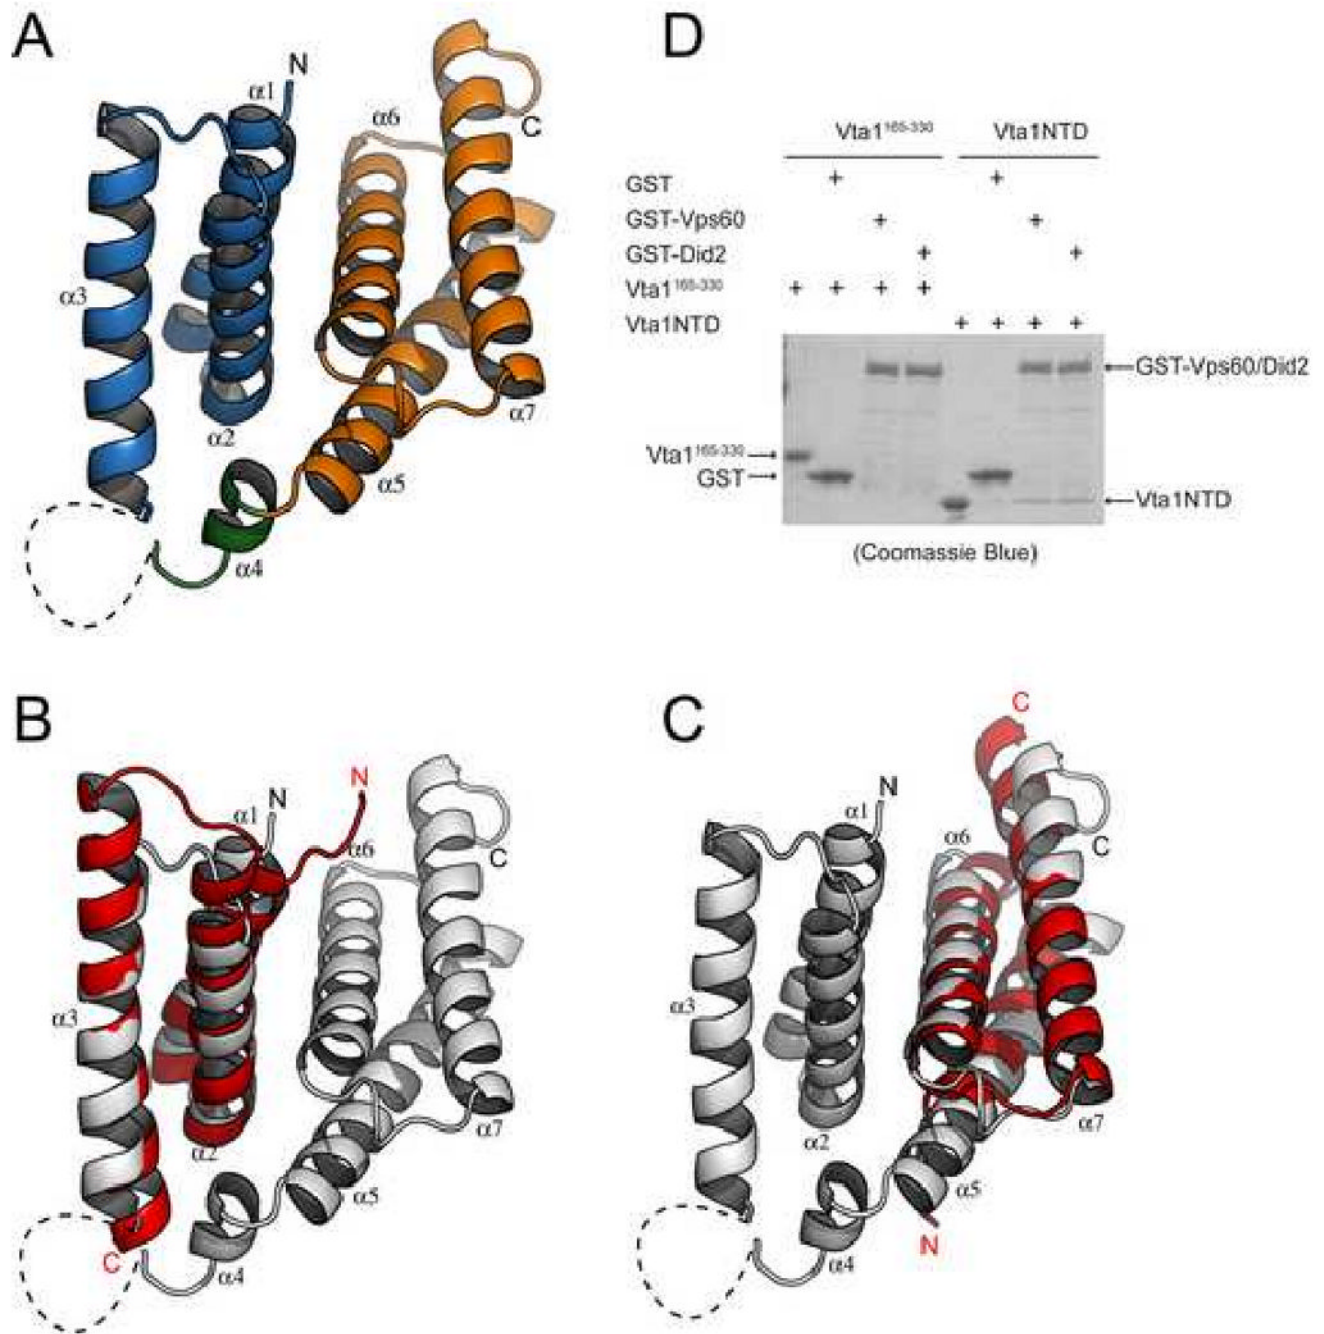 A
N
α1
α6
C
α3
α2
α7
α5
α4
D
Vta1¹⁶⁵⁻³³⁰ Vta1NTD
GST + +
GST-Vps60 + +
GST-Did2 + +
Vta1¹⁶⁵⁻³³⁰ + + + +
Vta1NTD + + + +
GST-Vps60/Did2
Vta1¹⁶⁵⁻³³⁰
GST
Vta1NTD
(Coomassie Blue)
B
N
N
α1
α6
C
α3
α2
α7
α5
C
α4
C
C
N
α1
α6
C
α3
α2
α7
α5
N
α4